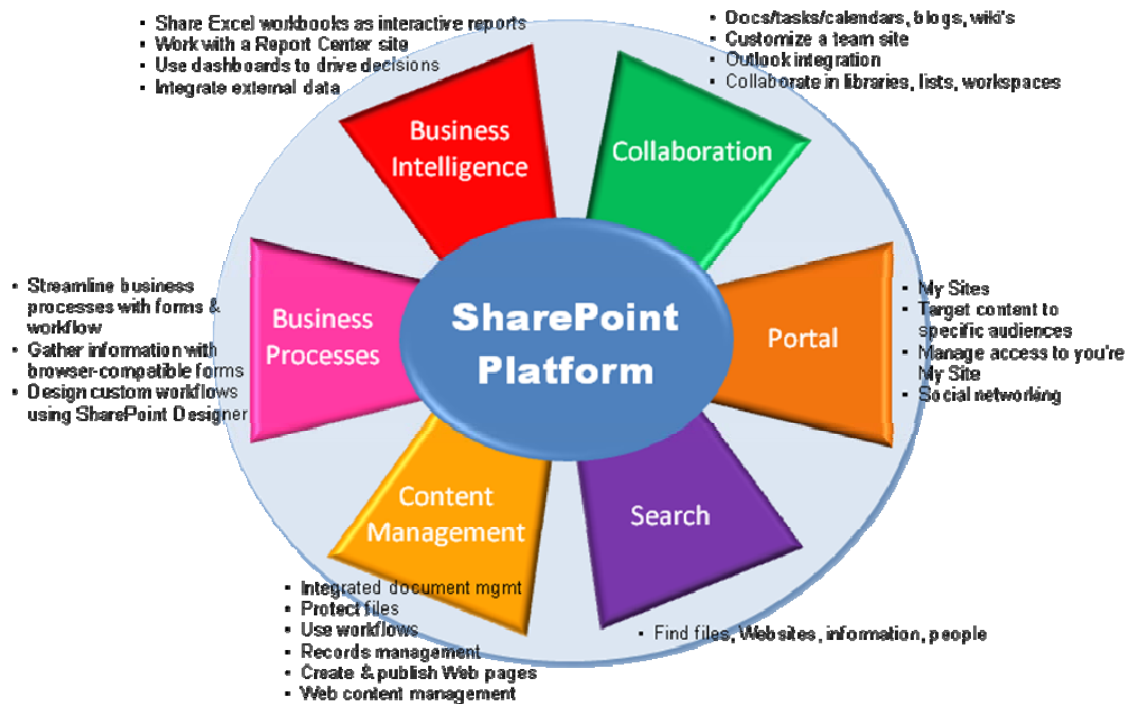 ▪ Share Excel workbooks as interactive reports
▪ Work with a Report Center site
▪ Use dashboards to drive decisions
▪ Integrate external data
▪ Docs/tasks/calendars, blogs, wiki's
▪ Customize a team site
▪ Outlook integration
▪ Collaborate in libraries, lists, workspaces
Business
Intelligence
Collaboration
▪ Streamline business
processes with forms &
workflow
▪ Gather information with
browser-compatible forms
▪ Design custom workflows
using SharePoint Designer
Business
Processes
SharePoint
Platform
Portal
▪ My Sites
▪ Target content to
specific audiences
▪ Manage access to you're
My Site
▪ Social networking
Content
Management
Search
▪ Integrated document mgmt
▪ Protect files
▪ Use workflows
▪ Records management
▪ Create & publish Web pages
▪ Web content management
▪ Find files, Websites, information, people